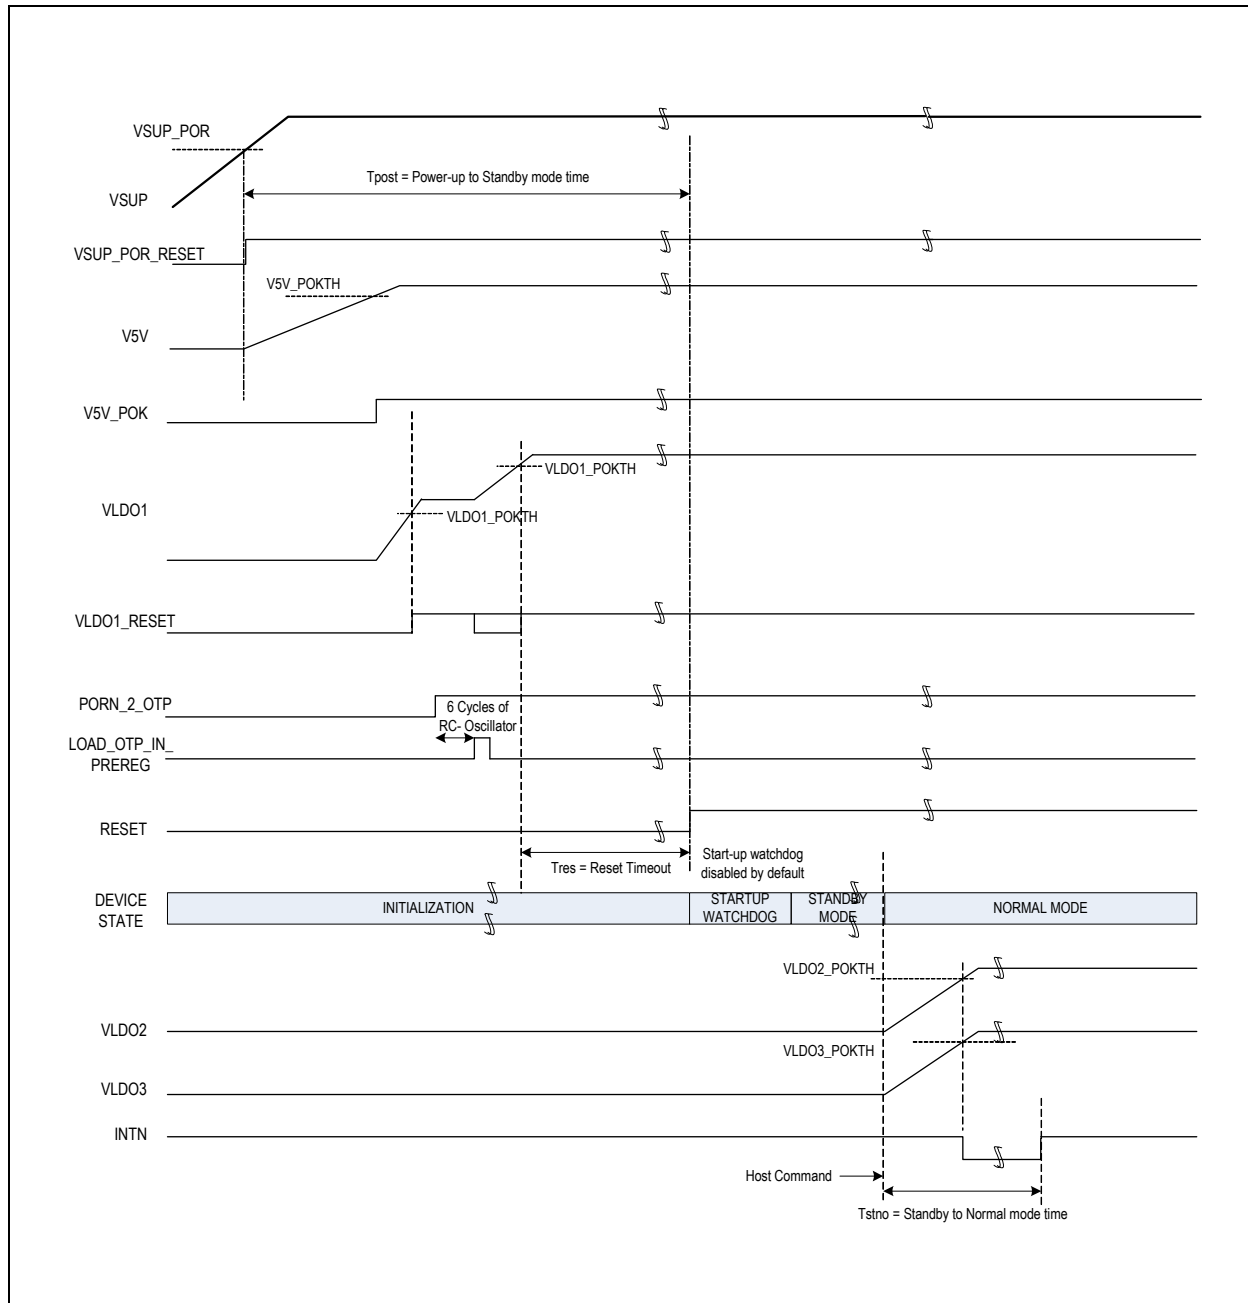 VSUP_POR
Tpost = Power-up to Standby mode time
VSUP
VSUP_POR_RESET
V5V_POKTH
V5V
V5V_POK
VLDO1_POKTH
VLDO1
VLDO1_POKTH
VLDO1_RESET
PORN_2_OTP
6 Cycles of
RC- Oscillator
LOAD_OTP_IN_
PREREG
RESET
Tres = Reset Timeout
Start-up watchdog
disabled by default
DEVICE
STATE
INITIALIZATION
STARTUP
WATCHDOG
STANDBY
MODE
NORMAL MODE
VLDO2_POKTH
VLDO2
VLDO3_POKTH
VLDO3
INTN
Host Command
Tstno = Standby to Normal mode time